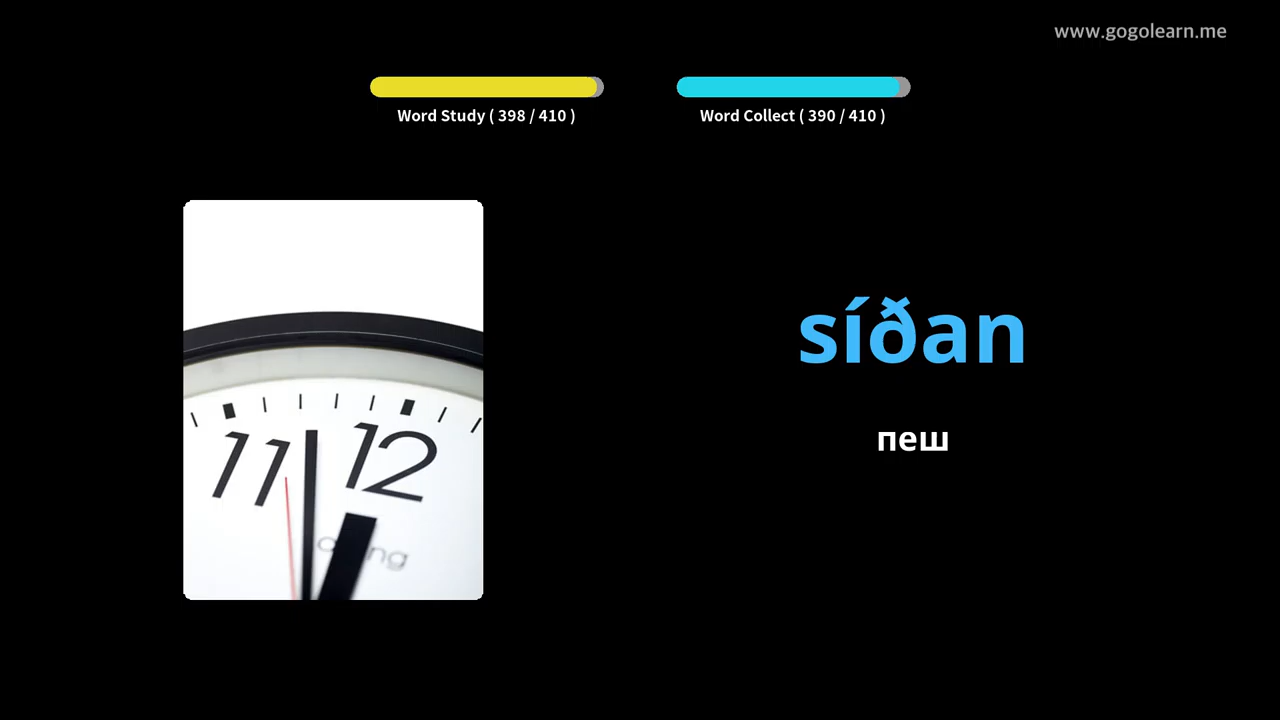 www.gogolearn.me
Word Study ( 398 / 410 )
Word Collect ( 390 / 410 )
síðan
пеш
11
12